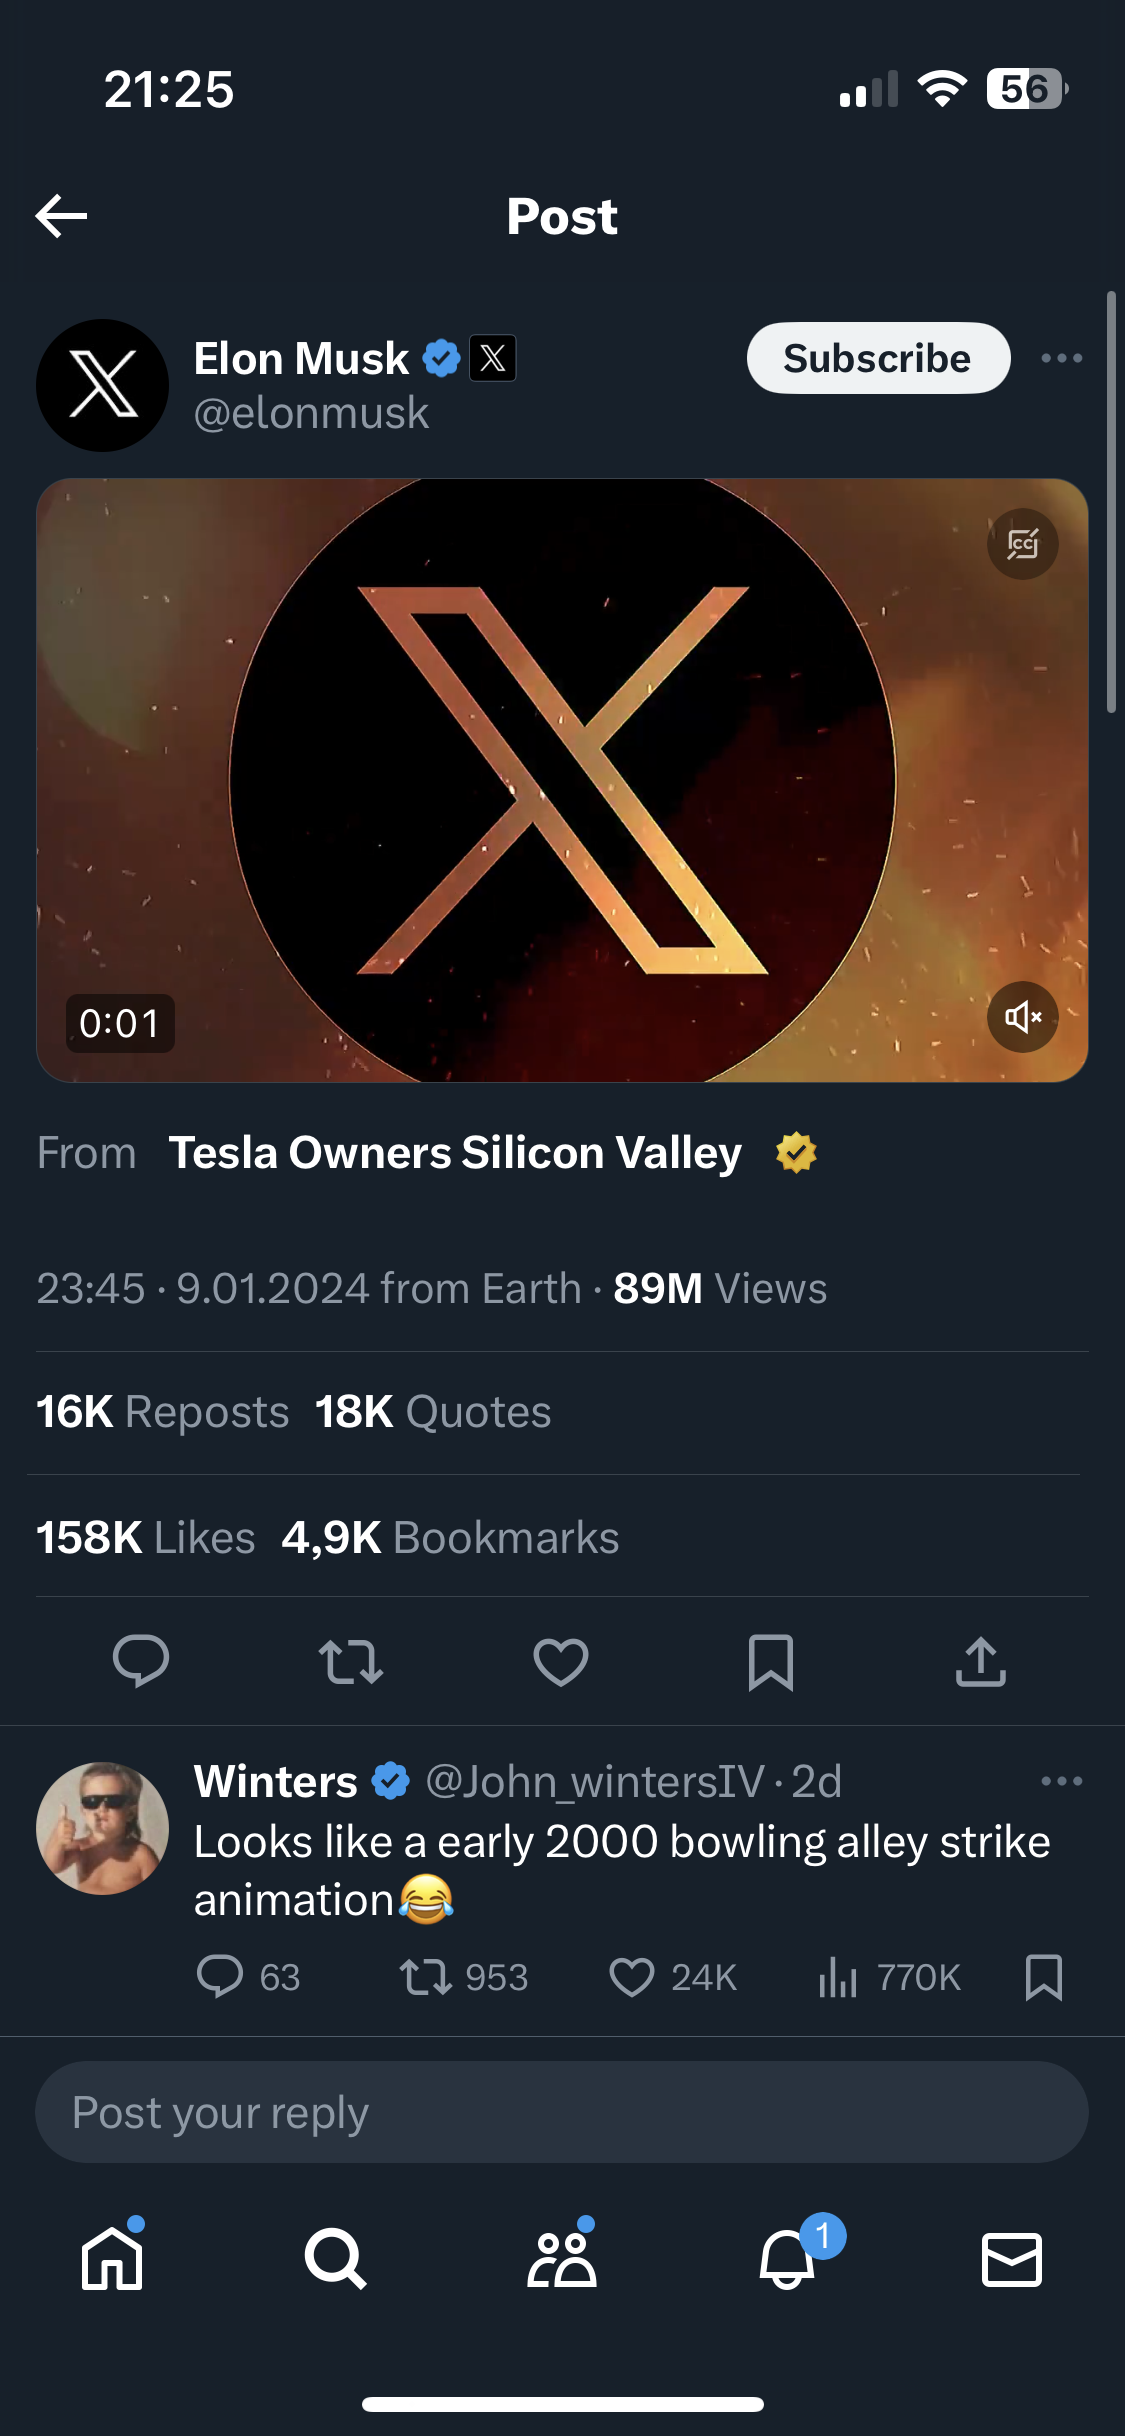 21:25
56
Post
Elon Musk
@elonmusk
Subscribe
CC
0:01
From Tesla Owners Silicon Valley
23:45 · 9.01.2024 from Earth · 89M Views
16K Reposts 18K Quotes
158K Likes 4,9K Bookmarks
Winters @John_wintersIV · 2d
Looks like a early 2000 bowling alley strike
animation😂
63 953 24K 770K
Post your reply
1